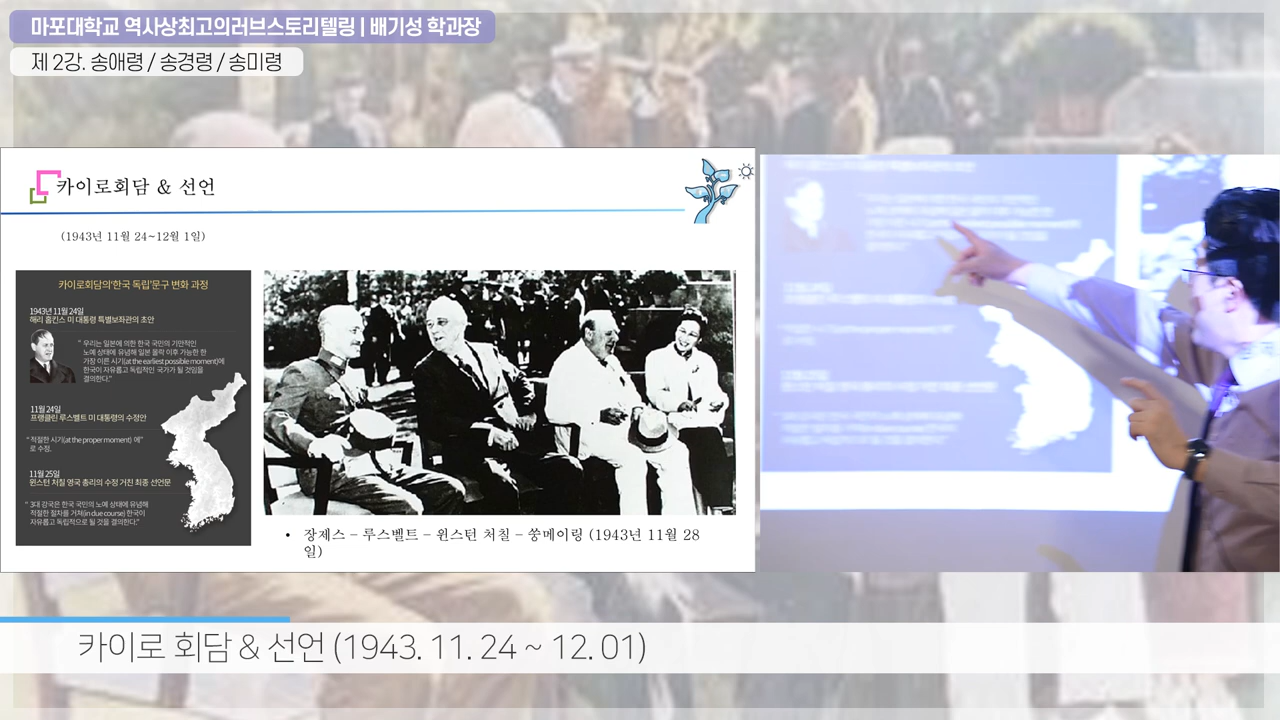 마포대학교 역사상최고의러브스토리텔링 | 배기성 학과장
제 2강. 송애령 / 송경령 / 송미령
카이로회담 & 선언
(1943년 11월 24~12월 1일)
카이로회담의'한국 독립'문구 변화 과정
1943년 11월 24일
해리 홉킨스 미 대통령 특별보좌관의 초안
" 우리는 일본에 의한 한국 국민의 기만적인
노예 상태에 유념해 일본 몰락 이후 가능한 한
가장 이른 시기(at the earliest possible moment)에
한국이 자유롭고 독립적인 국가가 될 것임을
결의한다."
11월 24일
프랭클린 루스벨트 미 대통령의 수정안
" 적절한 시기(at the proper moment) 에"
로 수정.
11월 25일
윈스턴 처칠 영국 총리의 수정 거친 최종 선언문
" 3대 강국은 한국 국민의 노예 상태에 유념해
적절한 절차를 거쳐(in due course) 한국이
자유롭고 독립적으로 될 것을 결의한다."
• 장제스 – 루스벨트 – 윈스턴 처칠 – 쑹메이링 (1943년 11월 28
일)
카이로 회담 & 선언 (1943. 11. 24 ~ 12. 01)